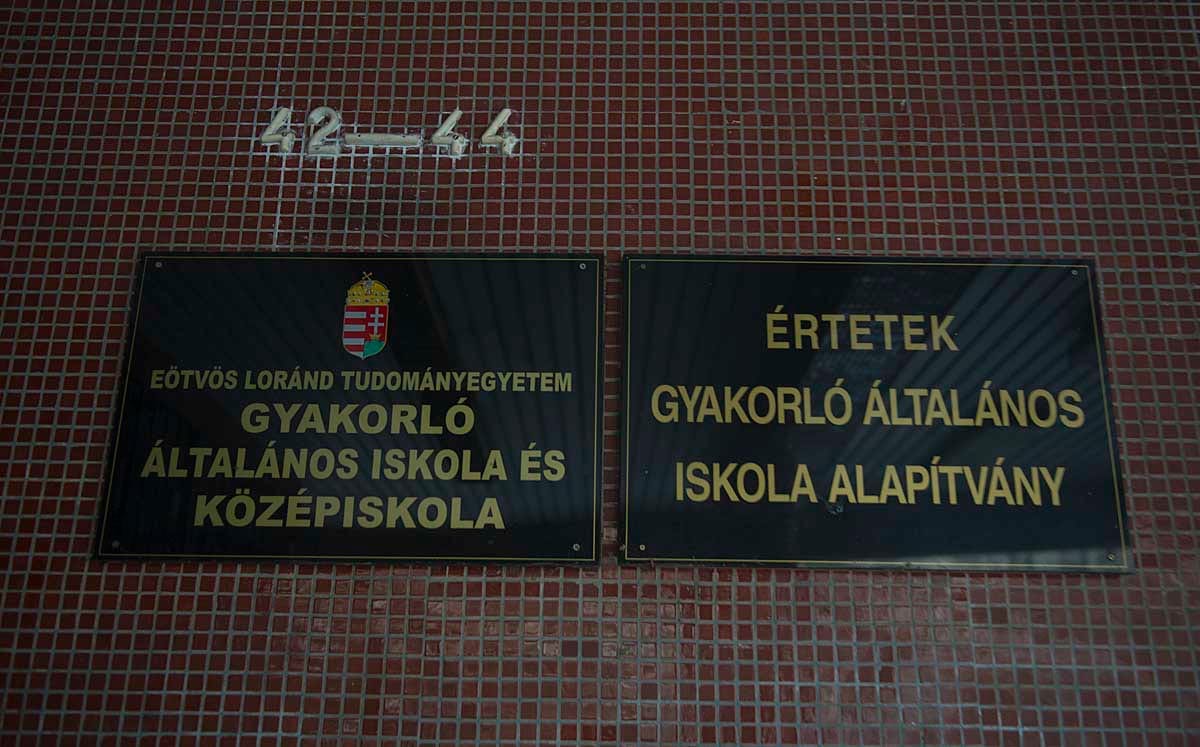 42-44
EÖTVÖS LORÁND TUDOMÁNYEGYETEM
GYAKORLÓ
ÁLTALÁNOS ISKOLA ÉS
KÖZÉPISKOLA
ÉRTETEK
GYAKORLÓ ÁLTALÁNOS
ISKOLA ALAPÍTVÁNY